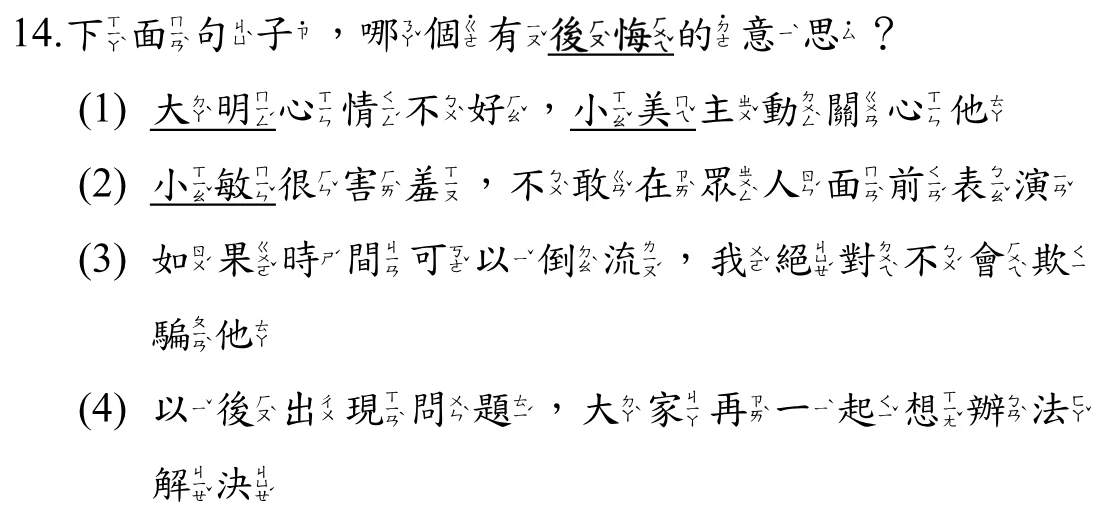 14.下面句子，哪個有後悔的意思？
(1) 大明心情不好，小美主動關心他
(2) 小敏很害羞，不敢在眾人面前表演
(3) 如果時間可以倒流，我絕對不會欺
騙他
(4) 以後出現問題，大家再一起想辦法
解決